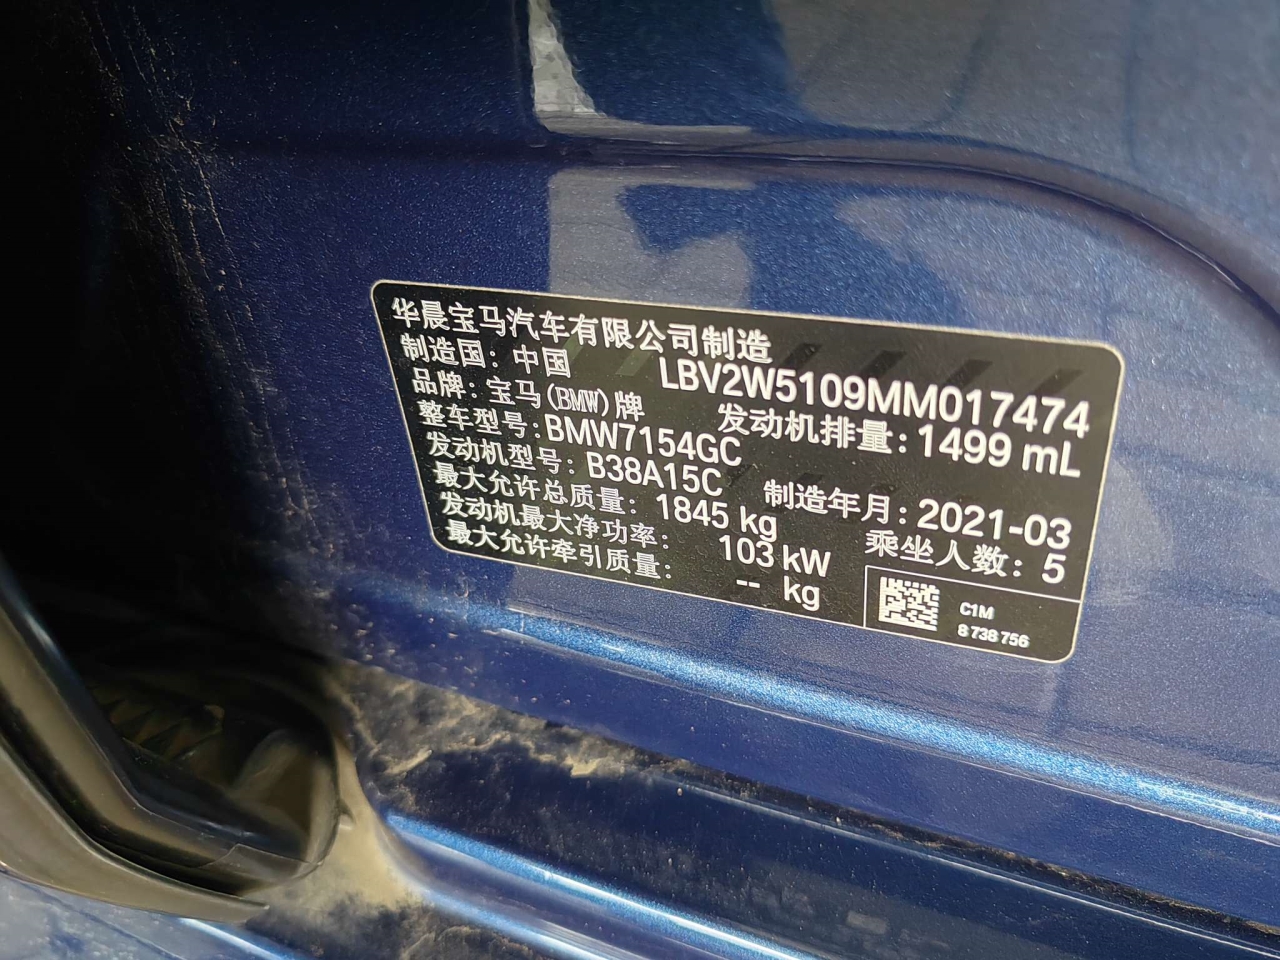 华晨宝马汽车有限公司制造
制造国：中国 LBV2W5109MM017474
品牌：宝马(BMW)牌 发动机排量：1499 mL
整车型号：BMW7154GC
发动机型号：B38A15C 制造年月：2021-03
最大允许总质量：1845 kg 乘坐人数：5
发动机最大净功率：103 kW
最大允许牵引质量：-- kg
C1M
8 738 756